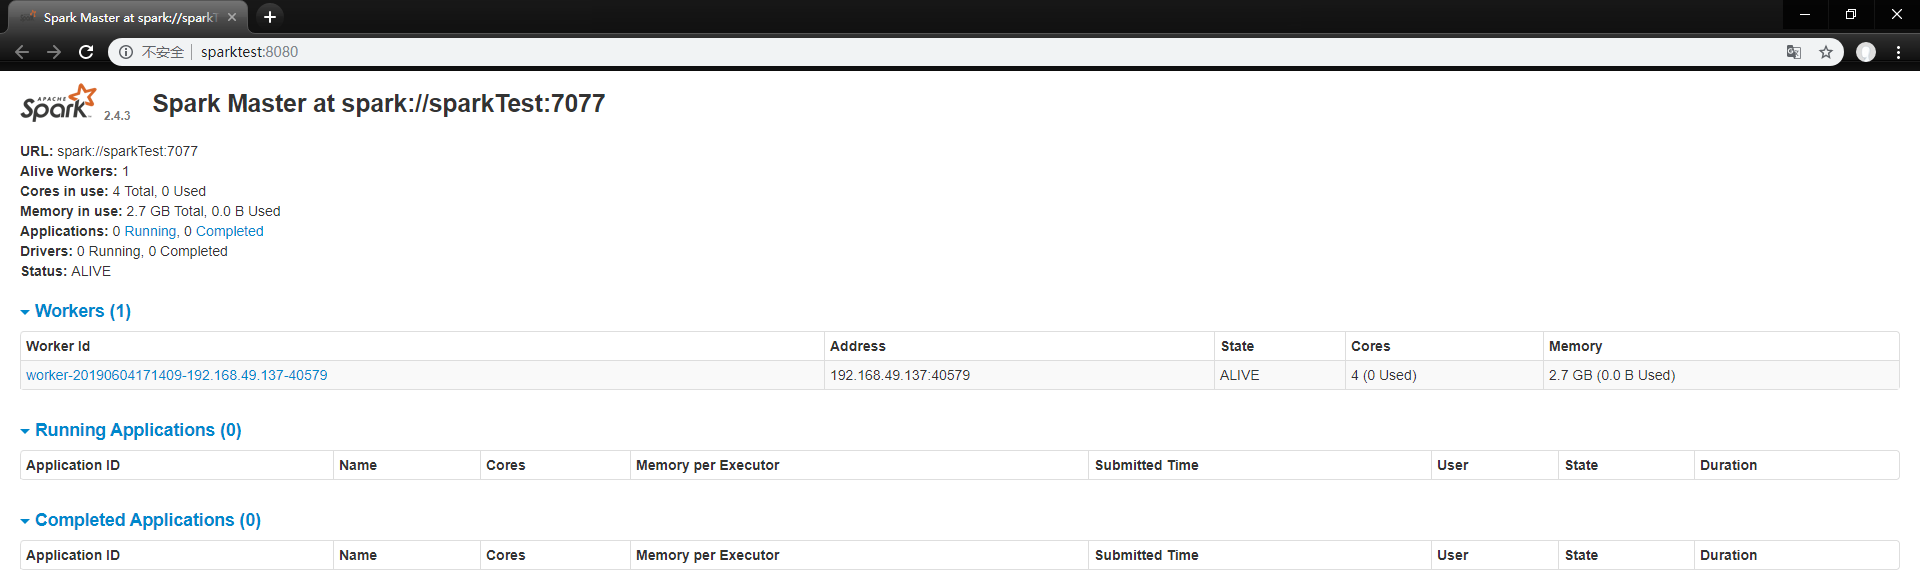 Spark Master at spark://sparkT
不安全 sparktest:8080
APACHE
Spark 2.4.3 Spark Master at spark://sparkTest:7077
URL: spark://sparkTest:7077
Alive Workers: 1
Cores in use: 4 Total, 0 Used
Memory in use: 2.7 GB Total, 0.0 B Used
Applications: 0 Running, 0 Completed
Drivers: 0 Running, 0 Completed
Status: ALIVE
Workers (1)
Worker Id Address State Cores Memory
worker-20190604171409-192.168.49.137-40579 192.168.49.137:40579 ALIVE 4 (0 Used) 2.7 GB (0.0 B Used)
Running Applications (0)
Application ID Name Cores Memory per Executor Submitted Time User State Duration
Completed Applications (0)
Application ID Name Cores Memory per Executor Submitted Time User State Duration